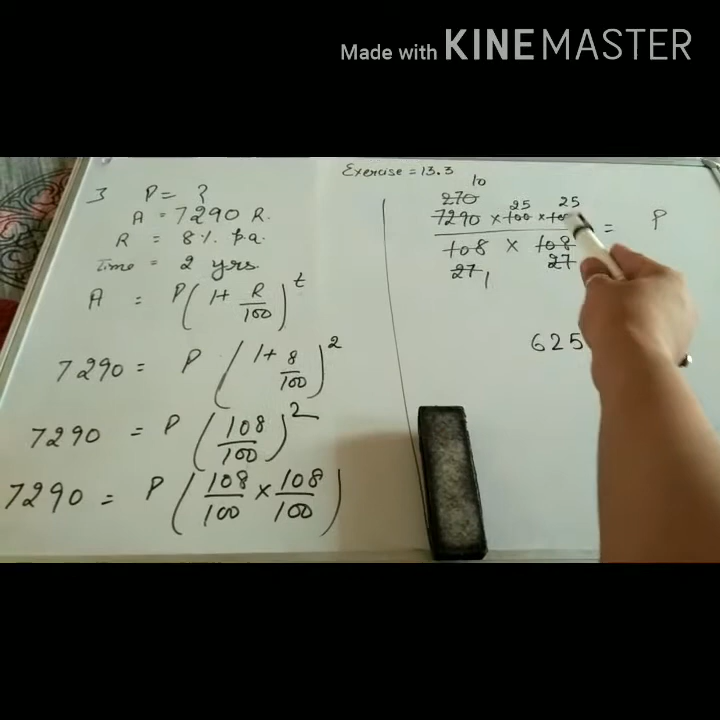 Made with KINEMASTER
Exercise = 13.3
3 P = ?
A = 7290 R.
R = 8 % p.a.
Time = 2 yrs.
A = P ( 1 + R/100 )^t
7290 = P ( 1 + 8/100 )^2
7290 = P ( 108/100 )^2
7290 = P ( 108/100 × 108/100 )
10
270 25 25
7290 × 100 × 100 = P
108 × 108
27 1 27
625